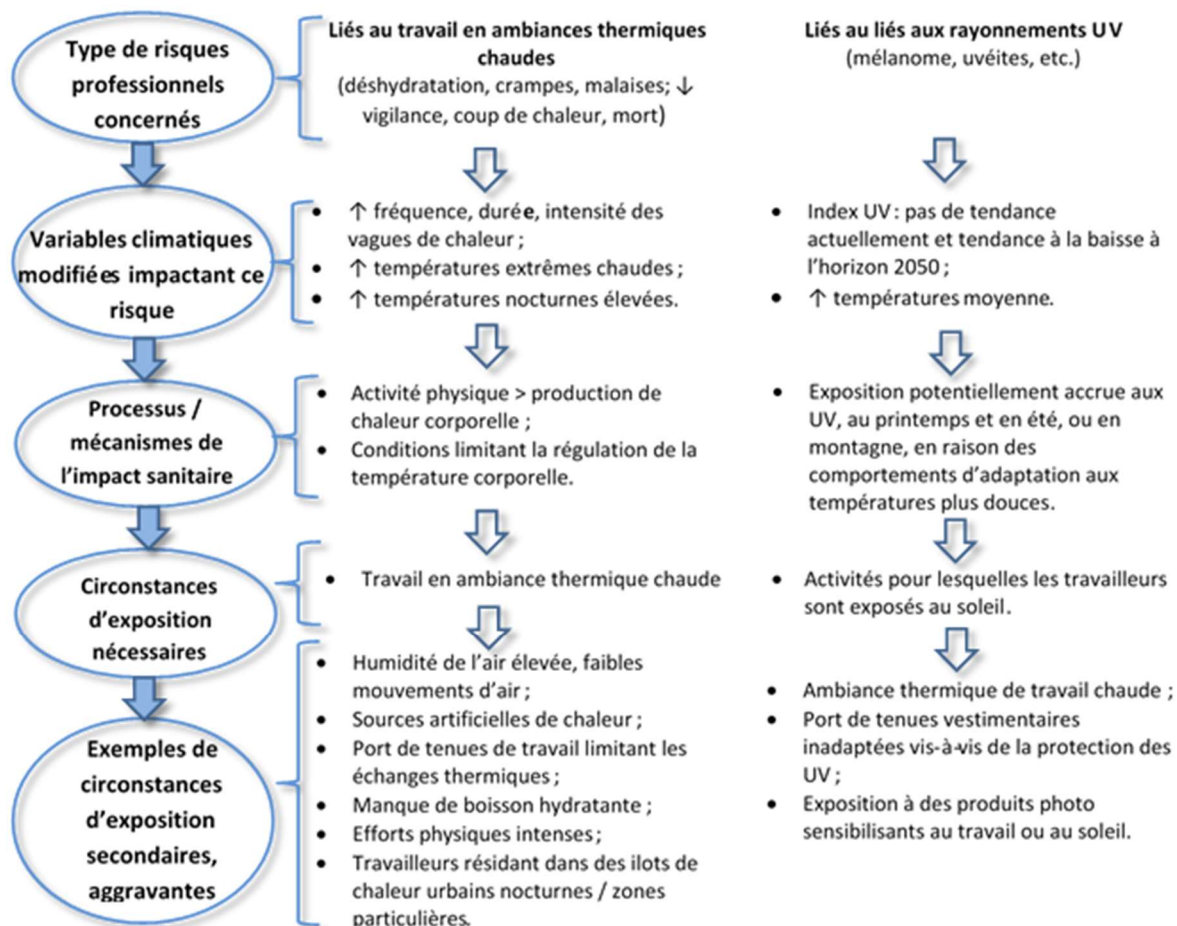 Type de risques
professionnels
concernés
Liés au travail en ambiances thermiques
chaudes
(déshydratation, crampes, malaises; ↓
vigilance, coup de chaleur, mort)
Liés au liés aux rayonnements UV
(mélanome, uvéites, etc.)
Variables climatiques
modifiées impactant ce
risque
• ↑ fréquence, durée, intensité des
vagues de chaleur ;
• ↑ températures extrêmes chaudes ;
• ↑ températures nocturnes élevées.
• Index UV : pas de tendance
actuellement et tendance à la baisse à
l'horizon 2050 ;
• ↑ températures moyenne.
Processus /
mécanismes de
l'impact sanitaire
• Activité physique > production de
chaleur corporelle ;
• Conditions limitant la régulation de la
température corporelle.
• Exposition potentiellement accrue aux
UV, au printemps et en été, ou en
montagne, en raison des
comportements d'adaptation aux
températures plus douces.
Circonstances
d'exposition
nécessaires
• Travail en ambiance thermique chaude
• Activités pour lesquelles les travailleurs
sont exposés au soleil.
Exemples de
circonstances
d'exposition
secondaires,
aggravantes
• Humidité de l'air élevée, faibles
mouvements d'air ;
• Sources artificielles de chaleur ;
• Port de tenues de travail limitant les
échanges thermiques ;
• Manque de boisson hydratante ;
• Efforts physiques intenses ;
• Travailleurs résidant dans des ilots de
chaleur urbains nocturnes / zones
particulières.
• Ambiance thermique de travail chaude ;
• Port de tenues vestimentaires
inadaptées vis-à-vis de la protection des
UV ;
• Exposition à des produits photo
sensibilisants au travail ou au soleil.